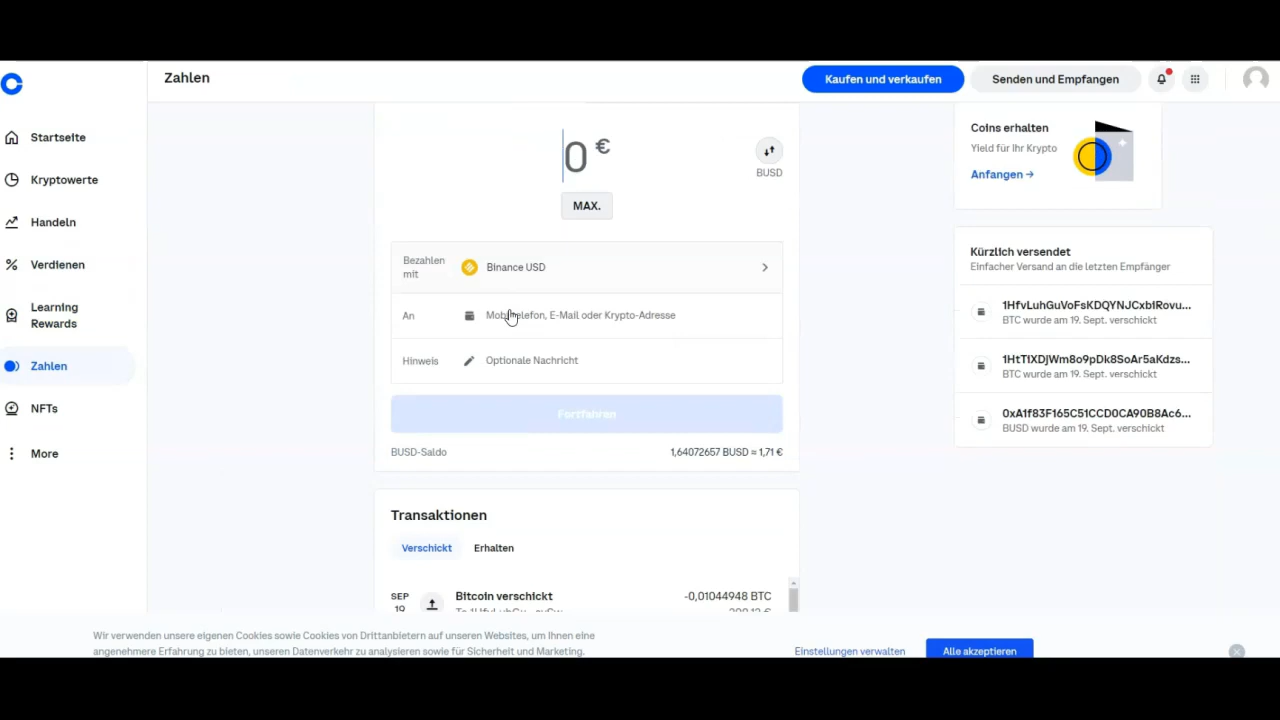 Zahlen
Kaufen und verkaufen
Senden und Empfangen
Startseite
Kryptowerte
Handeln
Verdienen
Learning
Rewards
Zahlen
NFTs
More
0 €
BUSD
MAX.
Bezahlen
mit
Binance USD
An
Mobiltelefon, E-Mail oder Krypto-Adresse
Hinweis
Optionale Nachricht
Fortfahren
BUSD-Saldo
1,64072657 BUSD ≈ 1,71 €
Transaktionen
Verschickt
Erhalten
SEP
19
Bitcoin verschickt
-0,01044948 BTC
Coins erhalten
Yield für Ihr Krypto
Anfangen →
Kürzlich versendet
Einfacher Versand an die letzten Empfänger
1HfvLuhGuVoFsKDQYNJCxb1Rovu...
BTC wurde am 19. Sept. verschickt
1HtTiXDjWm8o9pDk8SoAr5aKdzs...
BTC wurde am 19. Sept. verschickt
0xA1f83F165C51CCD0CA90B8Ac6...
BUSD wurde am 19. Sept. verschickt
Wir verwenden unsere eigenen Cookies sowie Cookies von Drittanbietern auf unseren Websites, um Ihnen eine
angenehmere Erfahrung zu bieten, unseren Datenverkehr zu analysieren sowie für Sicherheit und Marketing.
Einstellungen verwalten
Alle akzeptieren